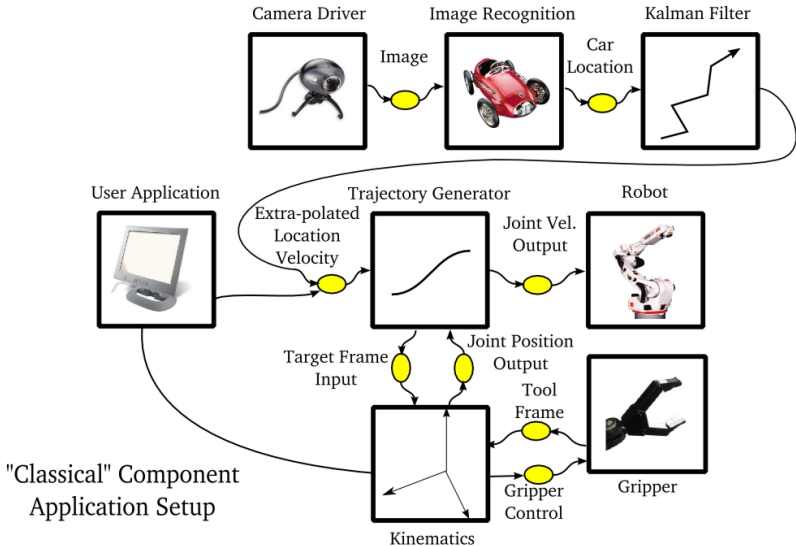 Camera Driver
Image Recognition
Kalman Filter
Image
Car
Location
User Application
Trajectory Generator
Robot
Extra-polated
Location
Velocity
Joint Vel.
Output
Target Frame
Input
Joint Position
Output
Tool
Frame
Gripper
Control
Gripper
"Classical" Component
Application Setup
Kinematics